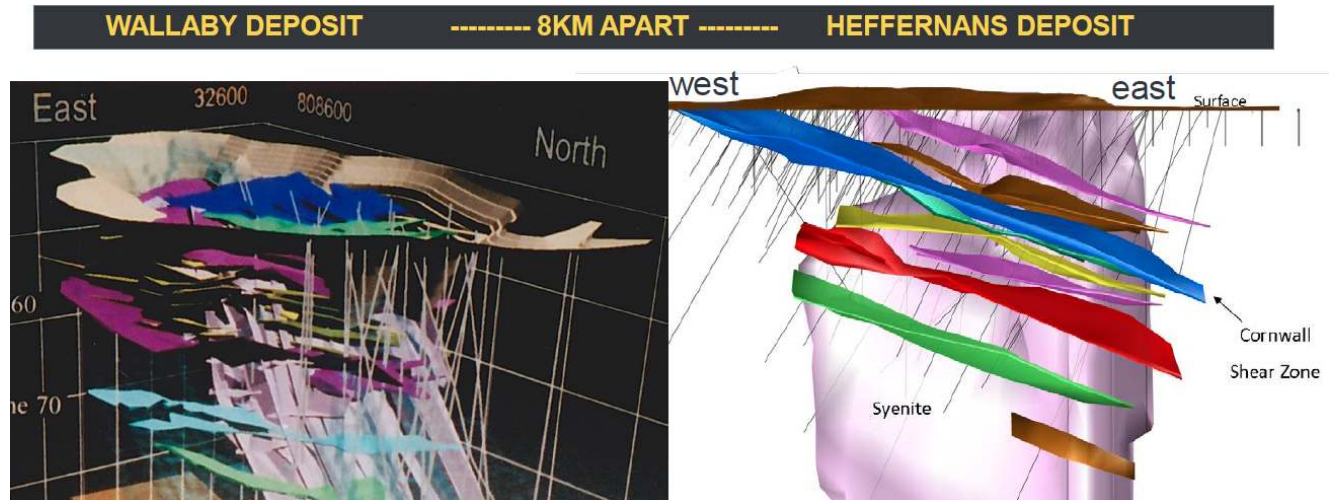 WALLABY DEPOSIT --------- 8KM APART --------- HEFFERNANS DEPOSIT
East
32600
808600
North
60
ne 70
west
east
Surface
Cornwall
Shear Zone
Syenite